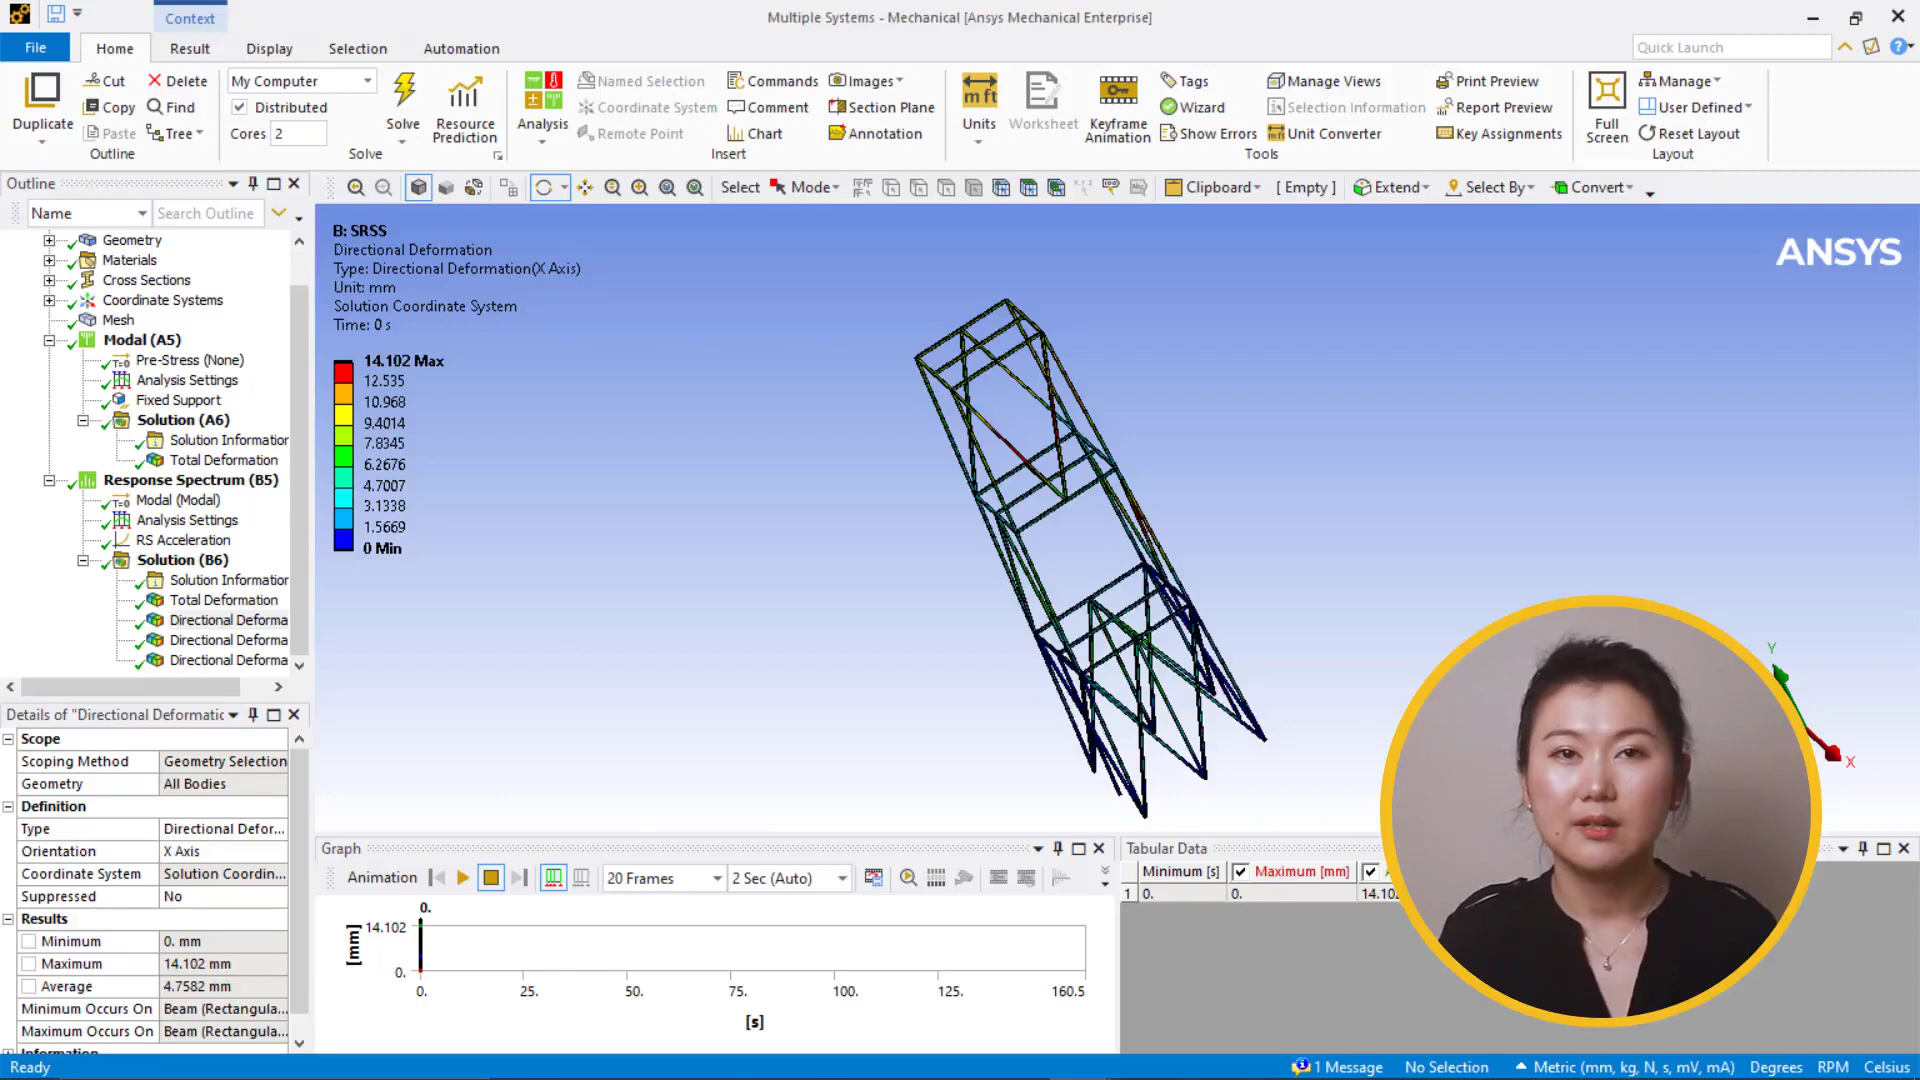 Context
Multiple Systems - Mechanical [Ansys Mechanical Enterprise]
File
Home
Result
Display
Selection
Automation
Quick Launch
Duplicate
Cut
Copy
Paste
Delete
Find
Tree
Outline
My Computer
Distributed
Cores 2
Solve
Resource
Prediction
Solve
Analysis
Named Selection
Coordinate System
Remote Point
Commands
Comment
Chart
Images
Section Plane
Annotation
Insert
Units
Worksheet
Keyframe
Animation
Tags
Wizard
Show Errors
Manage Views
Selection Information
Unit Converter
Print Preview
Report Preview
Key Assignments
Tools
Full
Screen
Manage
User Defined
Reset Layout
Layout
Outline
Select
Mode
Clipboard
[ Empty ]
Extend
Select By
Convert
Name
Search Outline
Geometry
Materials
Cross Sections
Coordinate Systems
Mesh
Modal (A5)
Pre-Stress (None)
Analysis Settings
Fixed Support
Solution (A6)
Solution Information
Total Deformation
Response Spectrum (B5)
Modal (Modal)
Analysis Settings
RS Acceleration
Solution (B6)
Solution Information
Total Deformation
Directional Deforma
Directional Deforma
Directional Deforma
B: SRSS
Directional Deformation
Type: Directional Deformation(X Axis)
Unit: mm
Solution Coordinate System
Time: 0 s
14.102 Max
12.535
10.968
9.4014
7.8345
6.2676
4.7007
3.1338
1.5669
0 Min
ANSYS
Y
X
Details of "Directional Deformatic
Scope
Scoping Method Geometry Selection
Geometry All Bodies
Definition
Type Directional Defor...
Orientation X Axis
Coordinate System Solution Coordin...
Suppressed No
Results
Minimum 0. mm
Maximum 14.102 mm
Average 4.7582 mm
Minimum Occurs On Beam (Rectangula...
Maximum Occurs On Beam (Rectangula...
Information
Graph
Animation
20 Frames
2 Sec (Auto)
0.
[mm]
14.102
0.
0. 25. 50. 75. 100. 125. 160.5
[s]
Tabular Data
Minimum [s] Maximum [mm]
1 0. 0. 14.102
Ready
1 Message
No Selection
Metric (mm, kg, N, s, mV, mA)
Degrees
RPM
Celsius